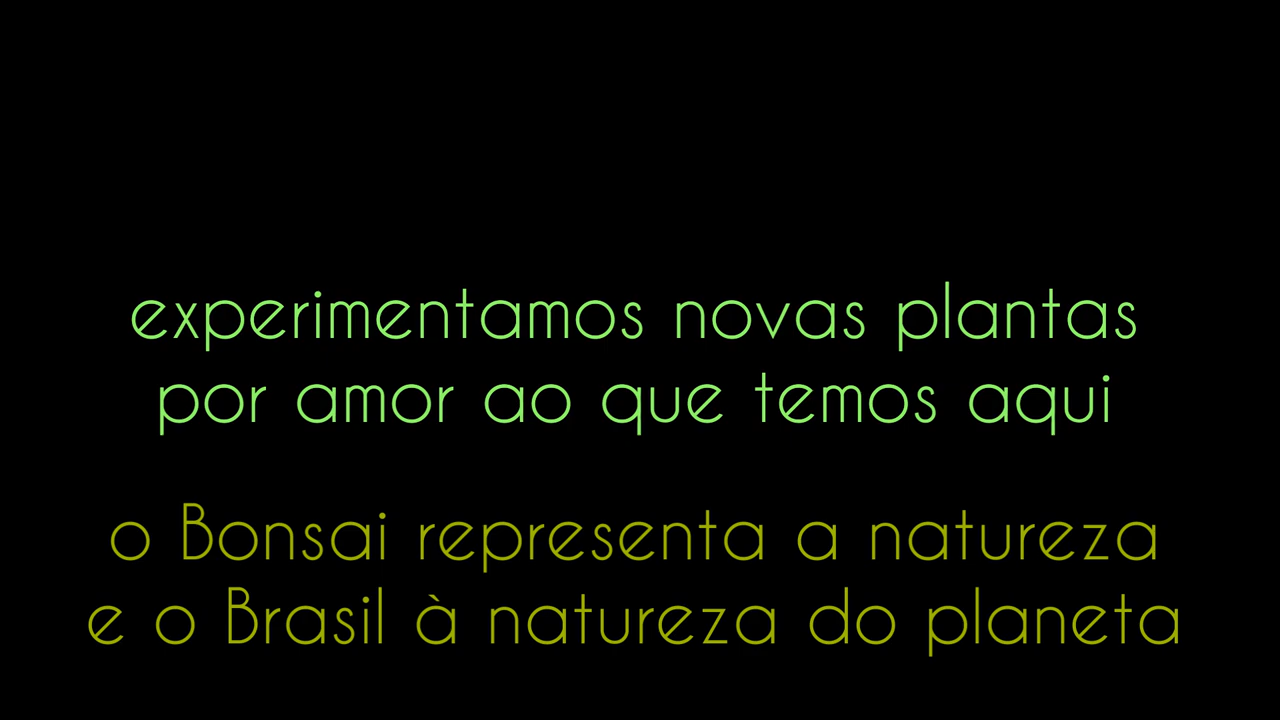 experimentamos novas plantas
por amor ao que temos aqui
o Bonsai representa a natureza
e o Brasil à natureza do planeta